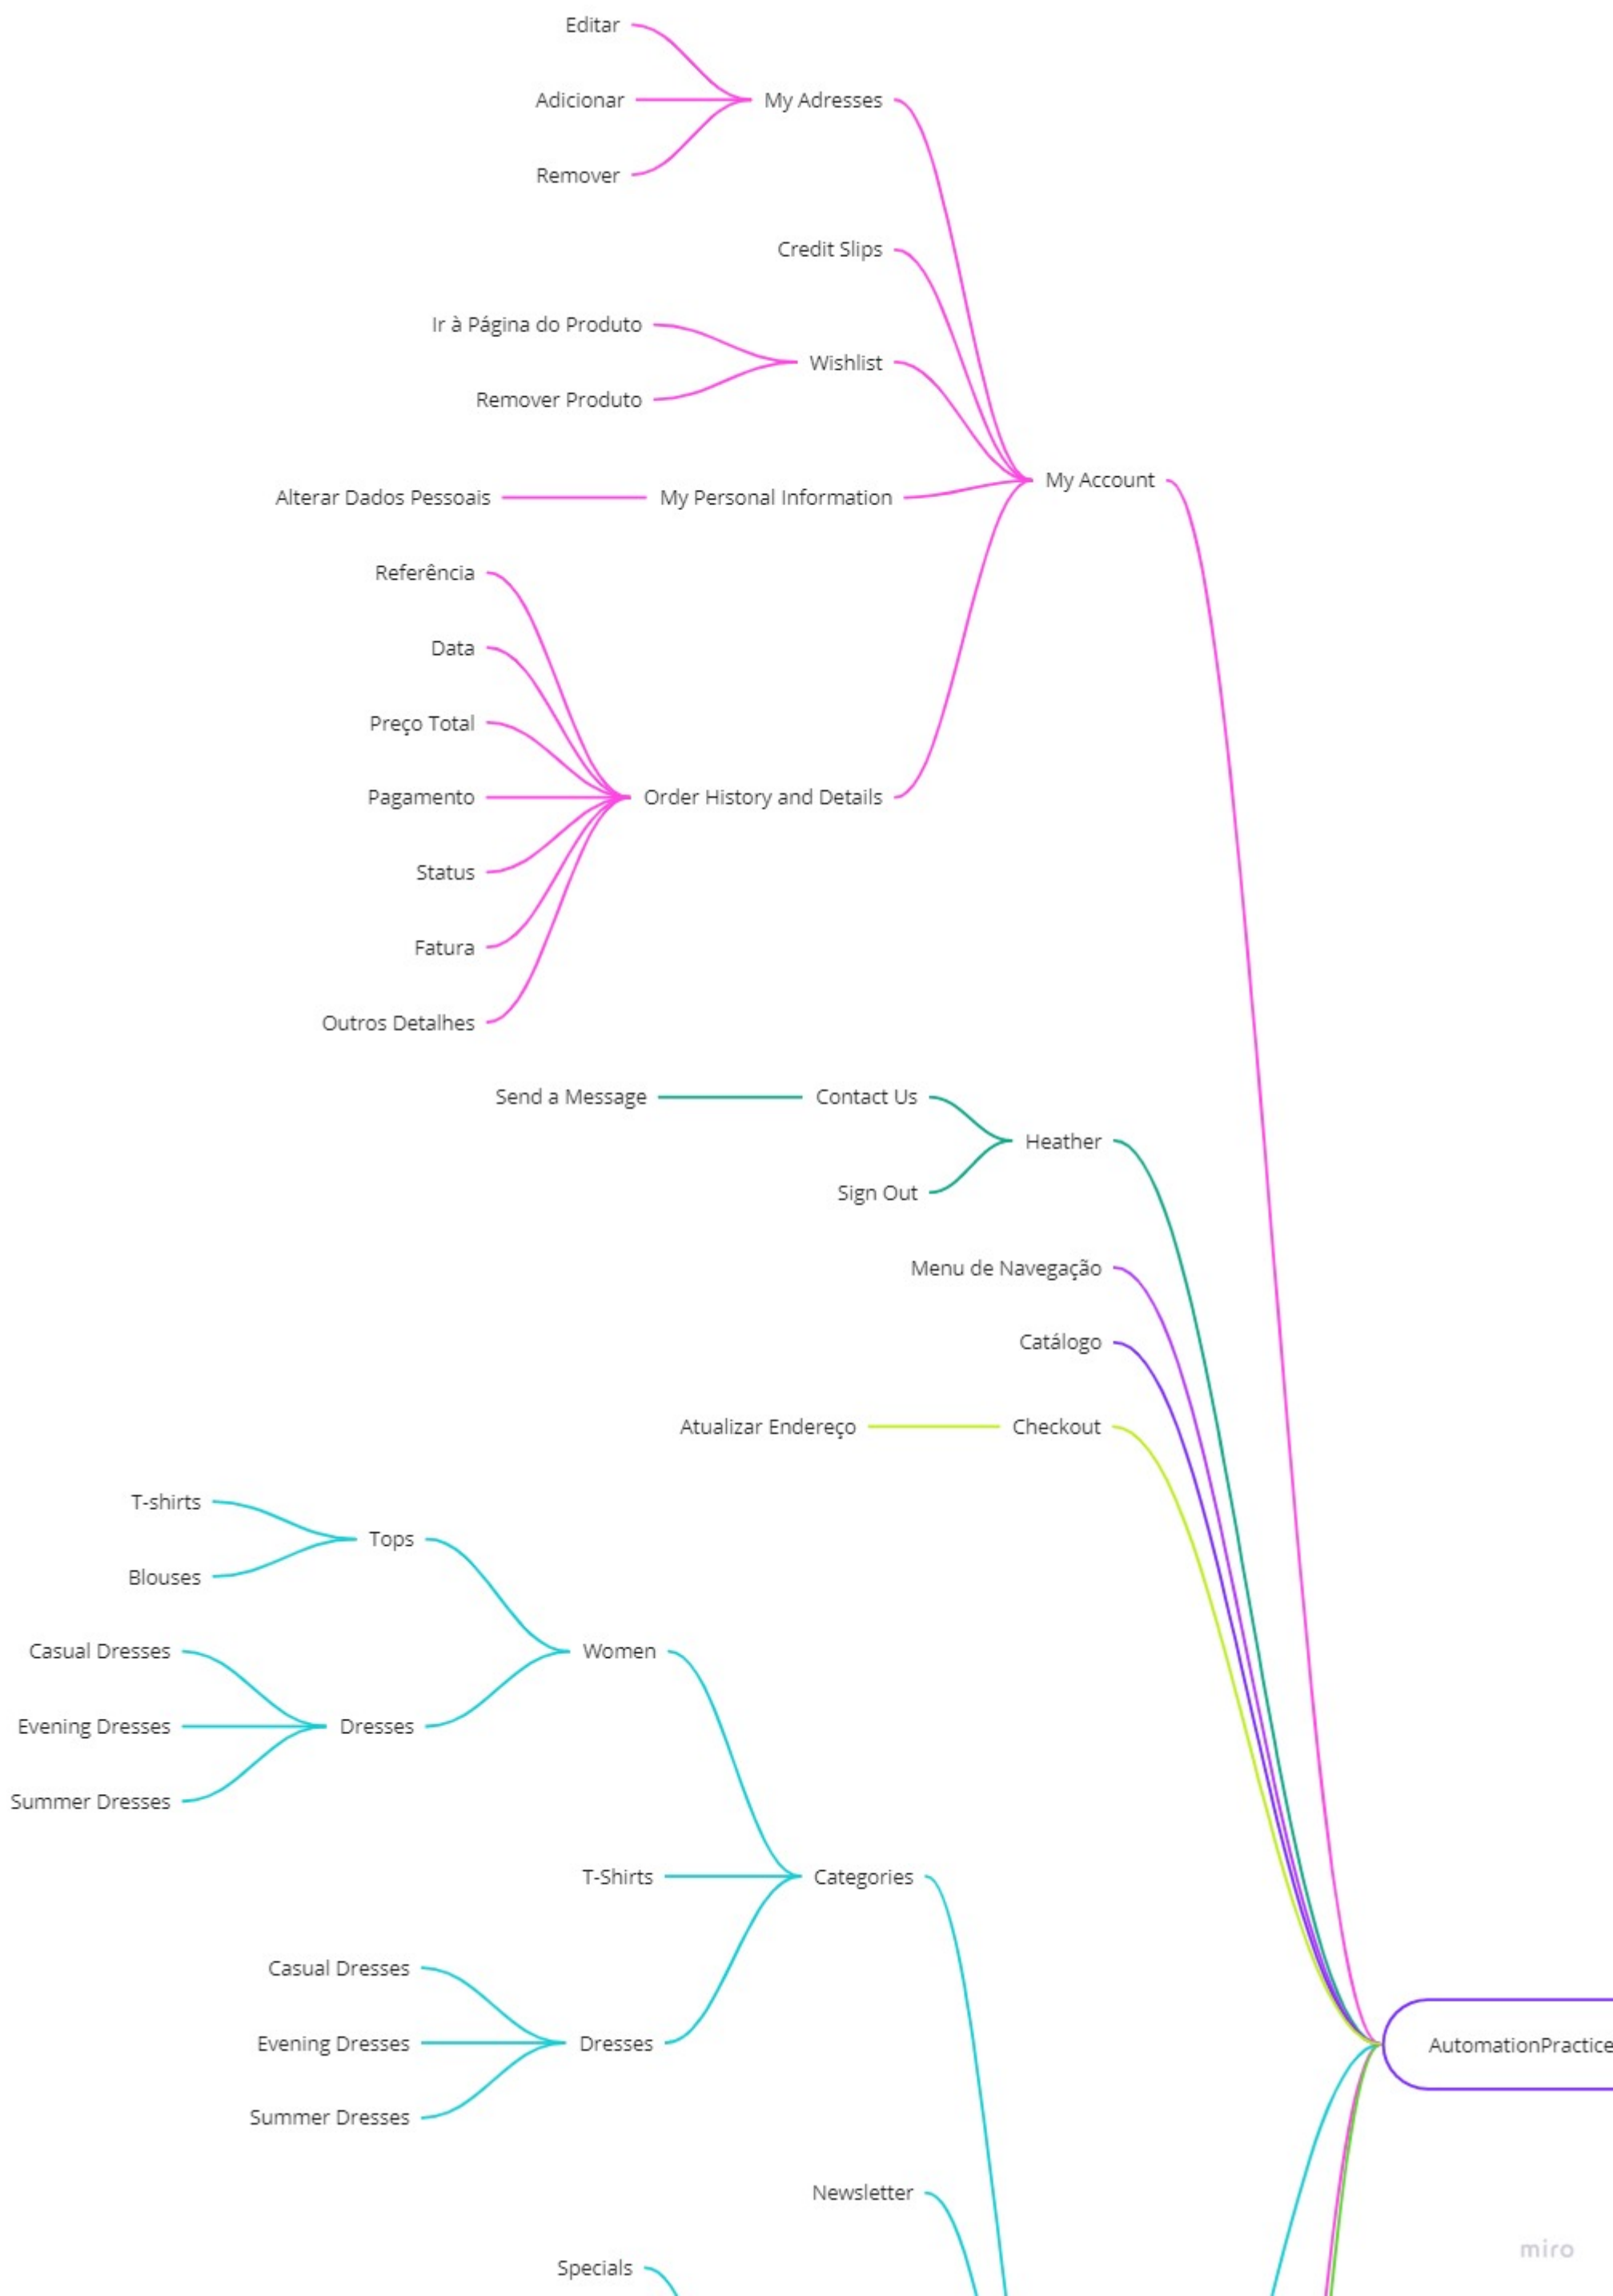 Editar
Adicionar
My Adresses
Remover
Credit Slips
Ir à Página do Produto
Wishlist
Remover Produto
My Account
Alterar Dados Pessoais
My Personal Information
Referência
Data
Preço Total
Pagamento
Order History and Details
Status
Fatura
Outros Detalhes
Send a Message
Contact Us
Heather
Sign Out
Menu de Navegação
Catálogo
Atualizar Endereço
Checkout
T-shirts
Tops
Blouses
Casual Dresses
Women
Evening Dresses
Dresses
Summer Dresses
T-Shirts
Categories
Casual Dresses
Evening Dresses
Dresses
AutomationPractice
Summer Dresses
Newsletter
miro
Specials